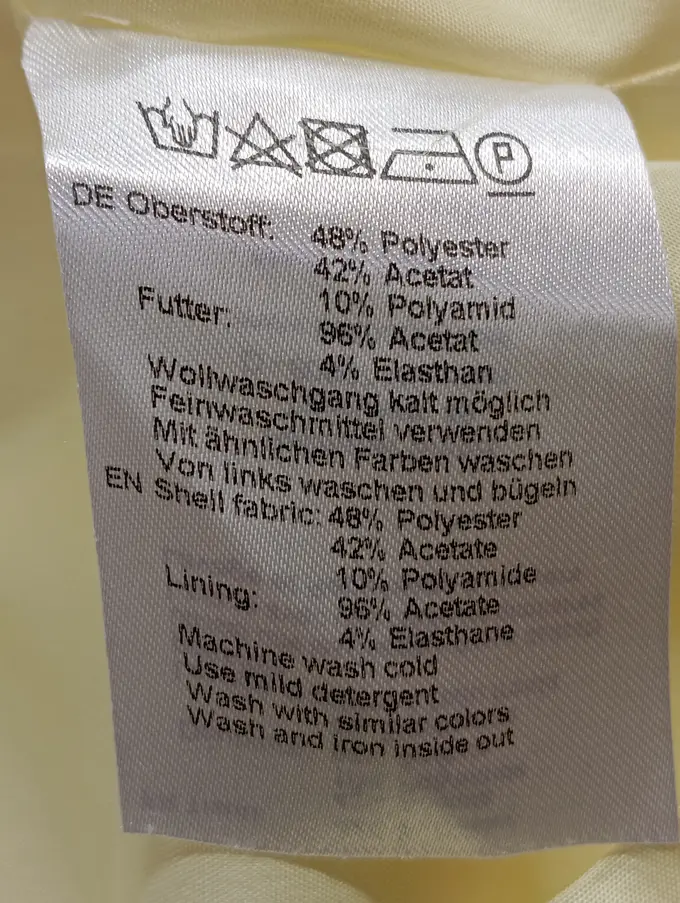 P
DE Oberstoff: 48% Polyester
42% Acetat
10% Polyamid
Futter: 96% Acetat
4% Elasthan
Wollwaschgang kalt möglich
Feinwaschmittel verwenden
Mit ähnlichen Farben waschen
Von links waschen und bügeln
EN Shell fabric: 48% Polyester
42% Acetate
10% Polyamide
Lining: 96% Acetate
4% Elasthane
Machine wash cold
Use mild detergent
Wash with similar colors
Wash and iron inside out